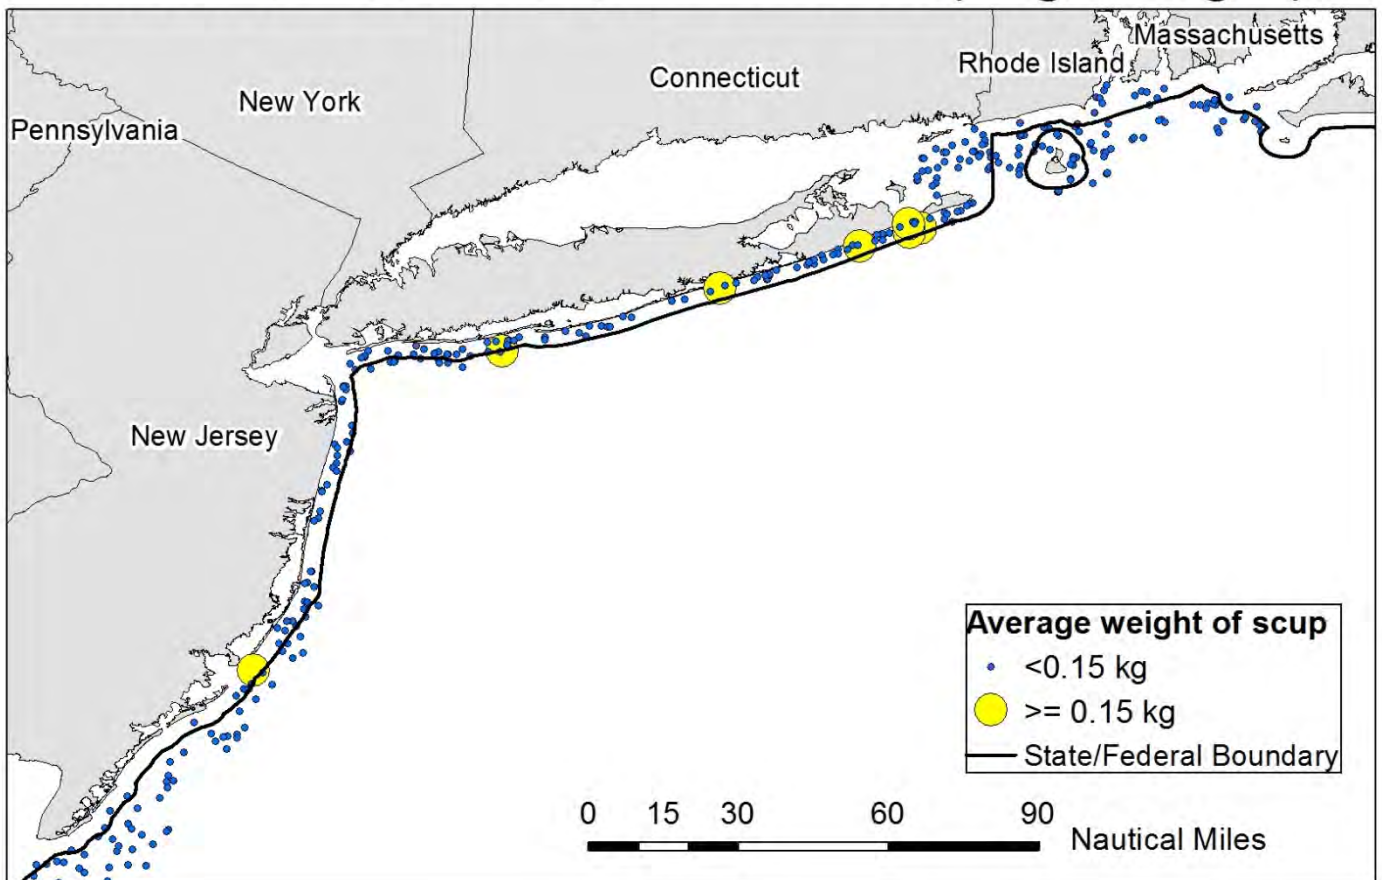 Massachusetts
Rhode Island
Connecticut
New York
Pennsylvania
New Jersey
Average weight of scup
<0.15 kg
>= 0.15 kg
State/Federal Boundary
0 15 30 60 90
Nautical Miles